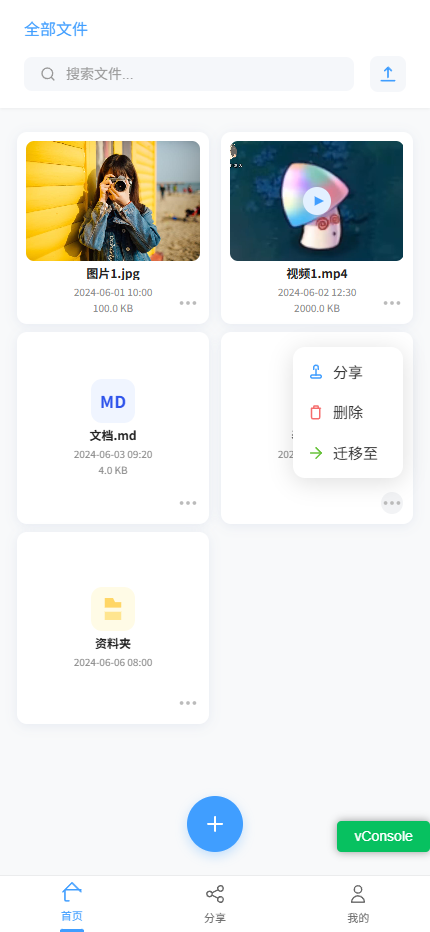 全部文件
搜索文件...
图片1.jpg
2024-06-01 10:00
100.0 KB
视频1.mp4
2024-06-02 12:30
2000.0 KB
MD
文档.md
2024-06-03 09:20
4.0 KB
分享
删除
迁移至
资料夹
2024-06-06 08:00
vConsole
首页
分享
我的